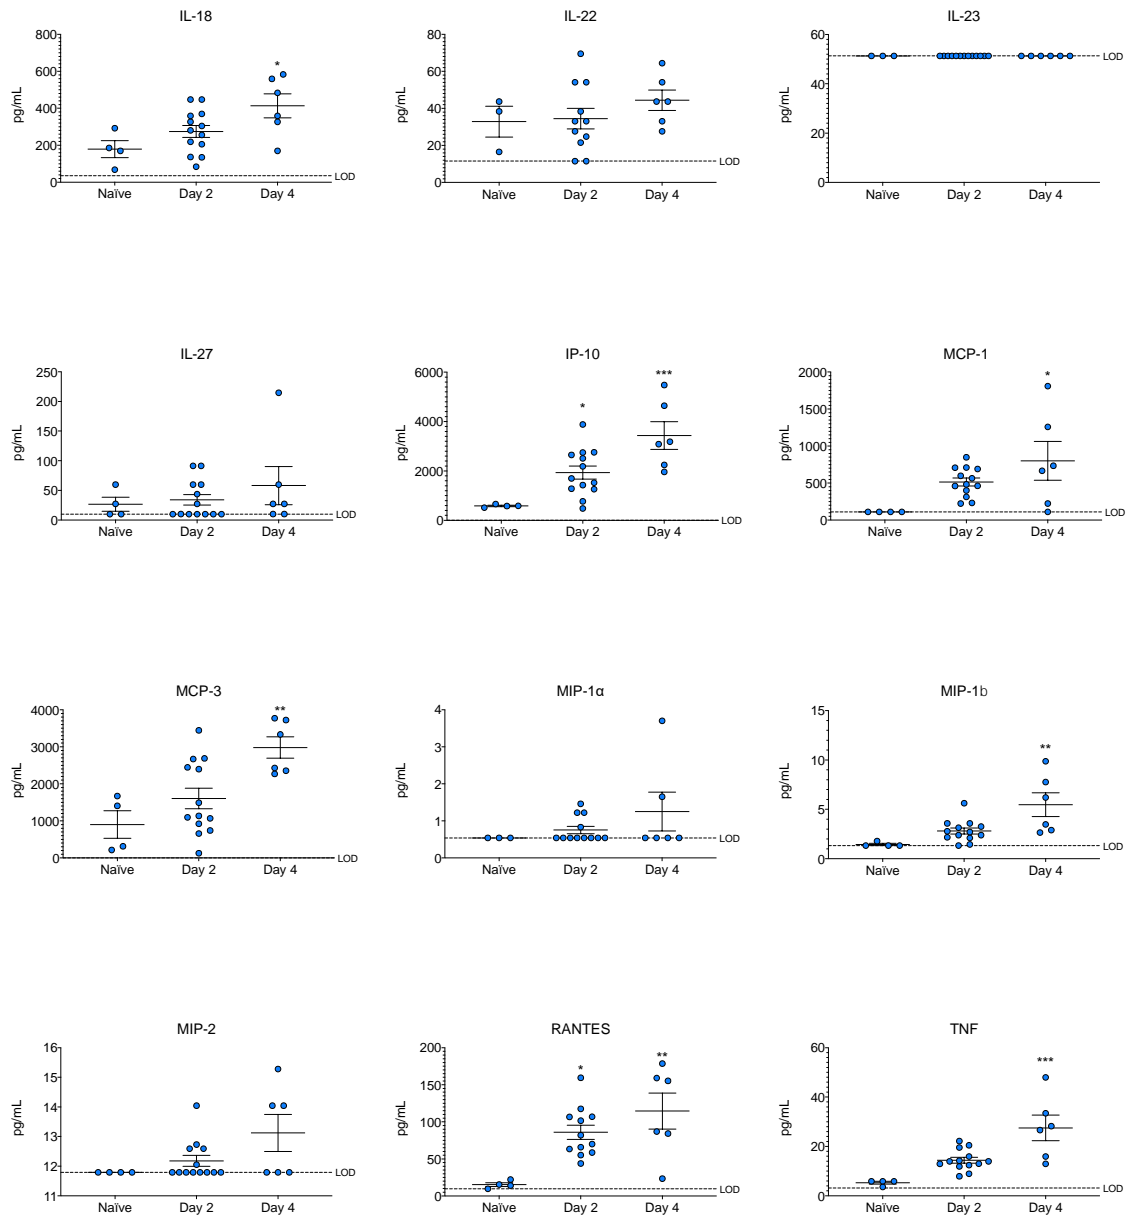 IL-18
800
600
400
200
0
pg/mL
*
LOD
Naïve Day 2 Day 4
IL-22
80
60
40
20
0
pg/mL
LOD
Naïve Day 2 Day 4
IL-23
60
40
20
0
pg/mL
LOD
Naïve Day 2 Day 4
IL-27
250
200
150
100
50
0
pg/mL
LOD
Naïve Day 2 Day 4
IP-10
6000
4000
2000
0
pg/mL
*
***
LOD
Naïve Day 2 Day 4
MCP-1
2000
1500
1000
500
0
pg/mL
*
LOD
Naïve Day 2 Day 4
MCP-3
4000
3000
2000
1000
0
pg/mL
**
LOD
Naïve Day 2 Day 4
MIP-1α
4
3
2
1
0
pg/mL
LOD
Naïve Day 2 Day 4
MIP-1b
15
10
5
0
pg/mL
**
LOD
Naïve Day 2 Day 4
MIP-2
16
15
14
13
12
11
pg/mL
LOD
Naïve Day 2 Day 4
RANTES
200
150
100
50
0
pg/mL
*
**
LOD
Naïve Day 2 Day 4
TNF
60
40
20
0
pg/mL
***
LOD
Naïve Day 2 Day 4